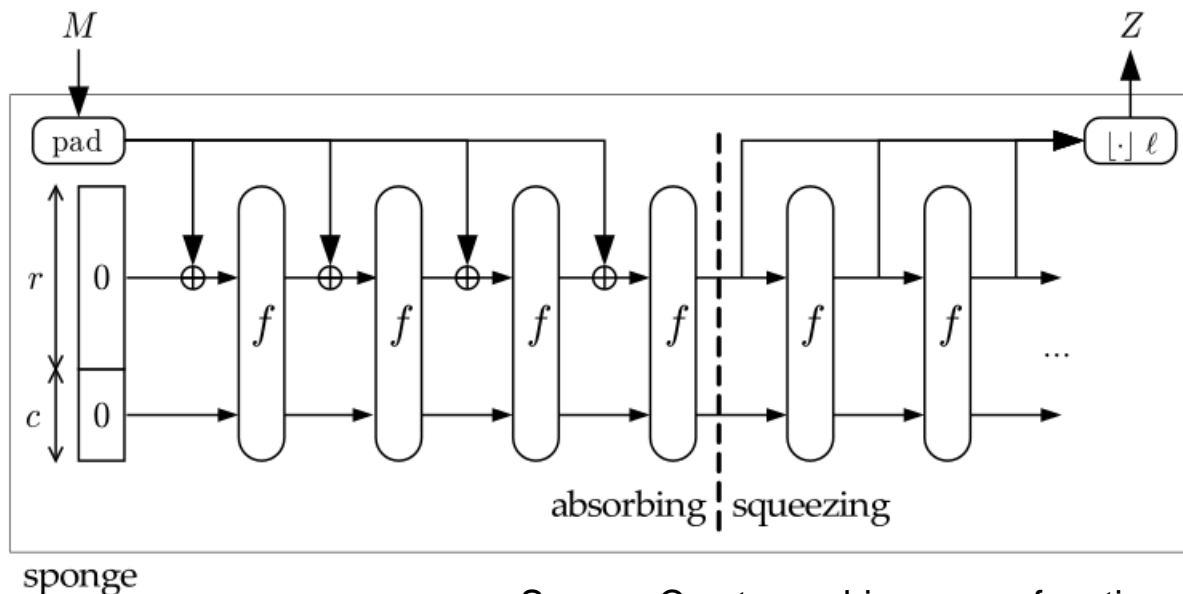 M Z
pad ⌊·⌋ ℓ
r 0 f f f f f f
...
c 0
absorbing squeezing
sponge